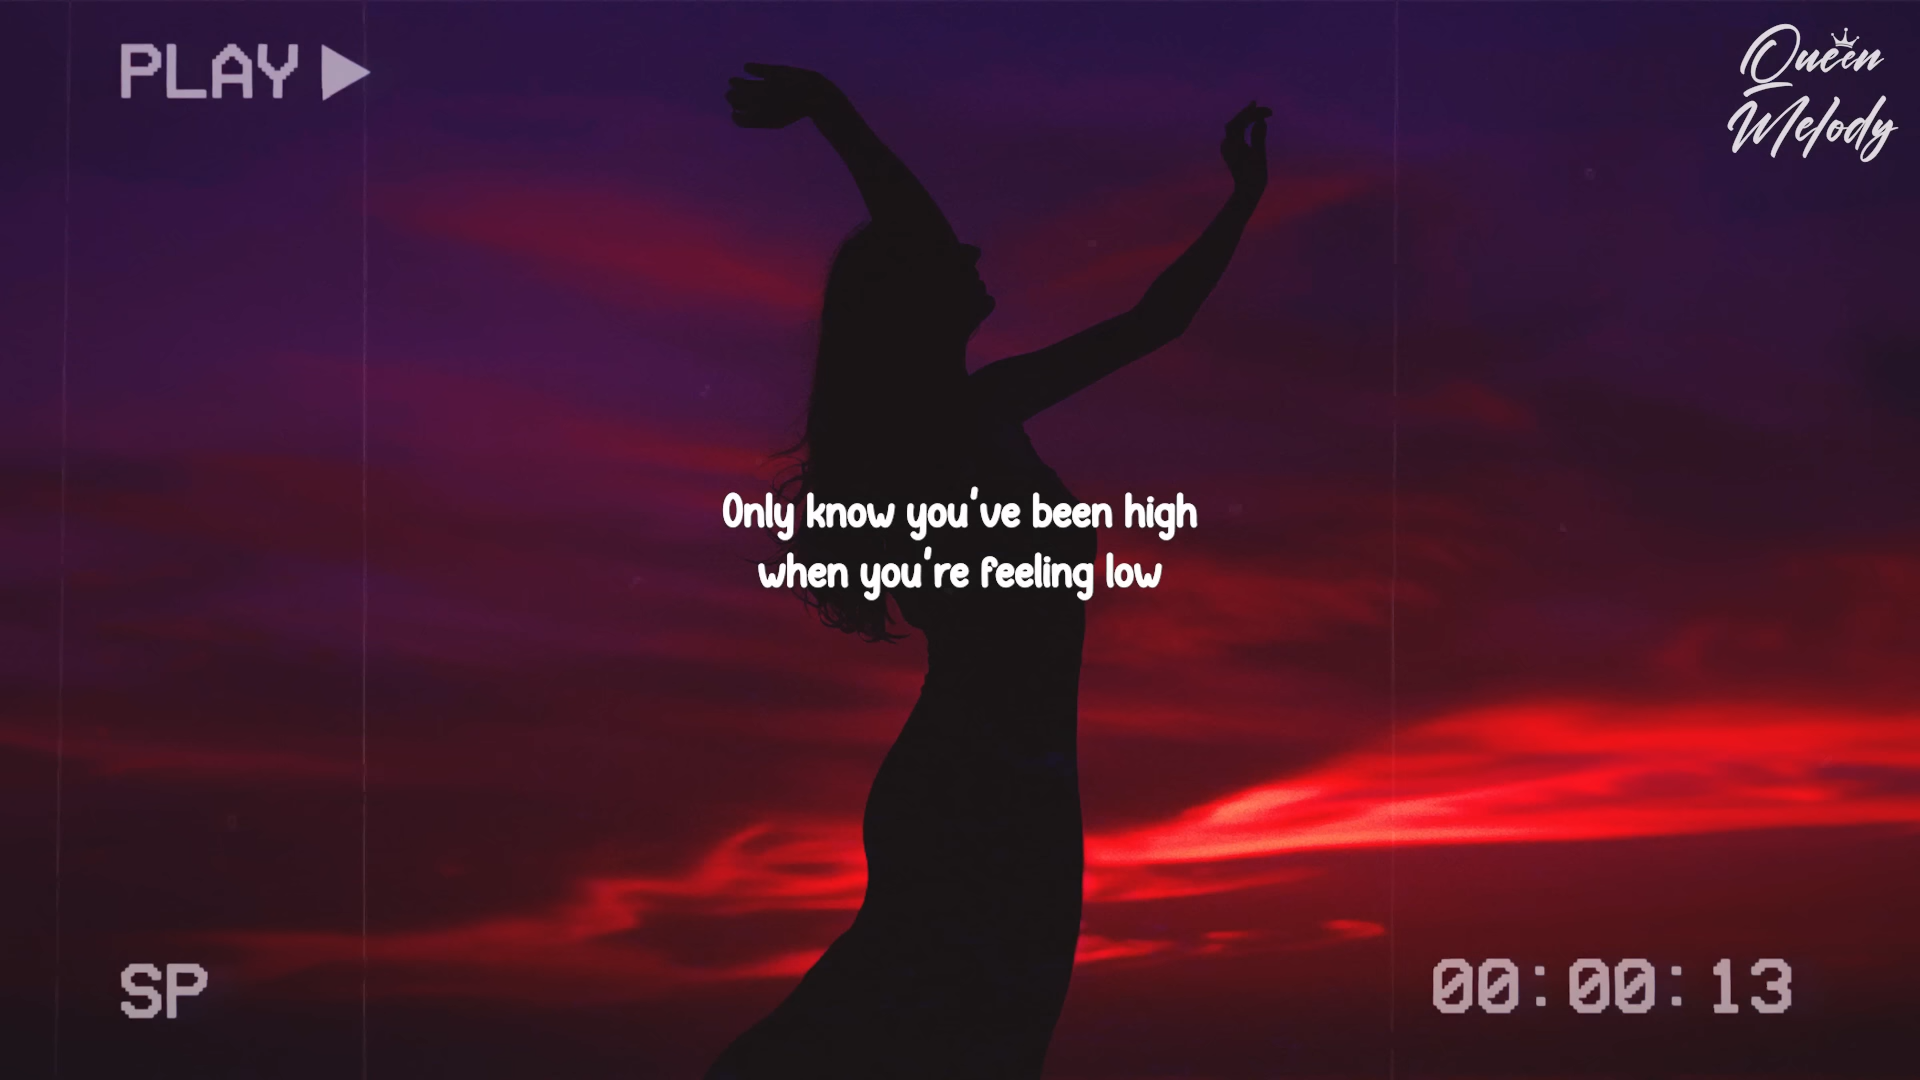 PLAY
Queen
Melody
Only know you've been high
when you're feeling low
SP
00:00:13